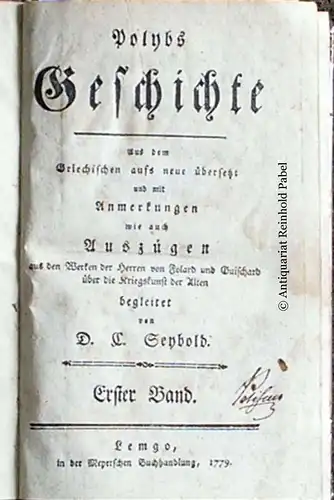 Polybs
Geschichte
Aus dem
Griechischen aufs neue übersetzt
und mit
Anmerkungen
wie auch
Auszügen
aus den Werken der Herren von Folard und Guischard
über die Kriegskunst der Alten
begleitet
von
D. C. Seybold.
Erster Band.
Lemgo,
in der Meyerschen Buchhandlung, 1779.
© Antiquariat Reinhold Pabel